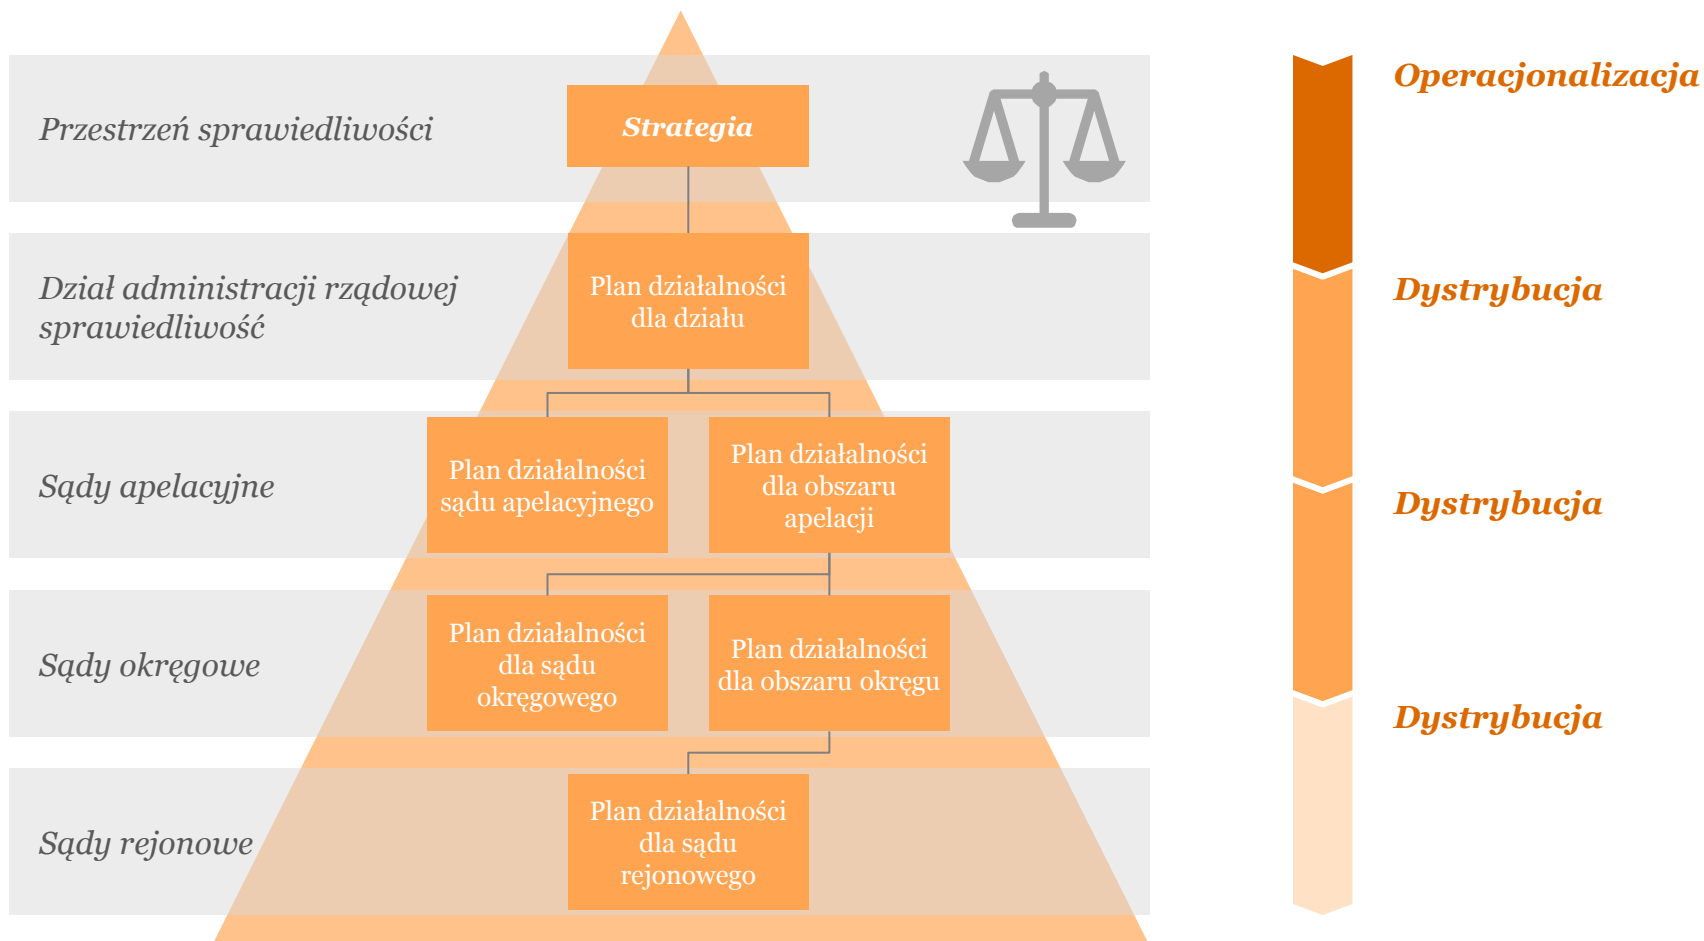 Przestrzeń sprawiedliwości
Strategia
Operacjonalizacja
Dział administracji rządowej
sprawiedliwość
Plan działalności
dla działu
Dystrybucja
Sądy apelacyjne
Plan działalności
sądu apelacyjnego
Plan działalności
dla obszaru
apelacji
Dystrybucja
Sądy okręgowe
Plan działalności
dla sądu
okręgowego
Plan działalności
dla obszaru okręgu
Dystrybucja
Sądy rejonowe
Plan działalności
dla sądu
rejonowego